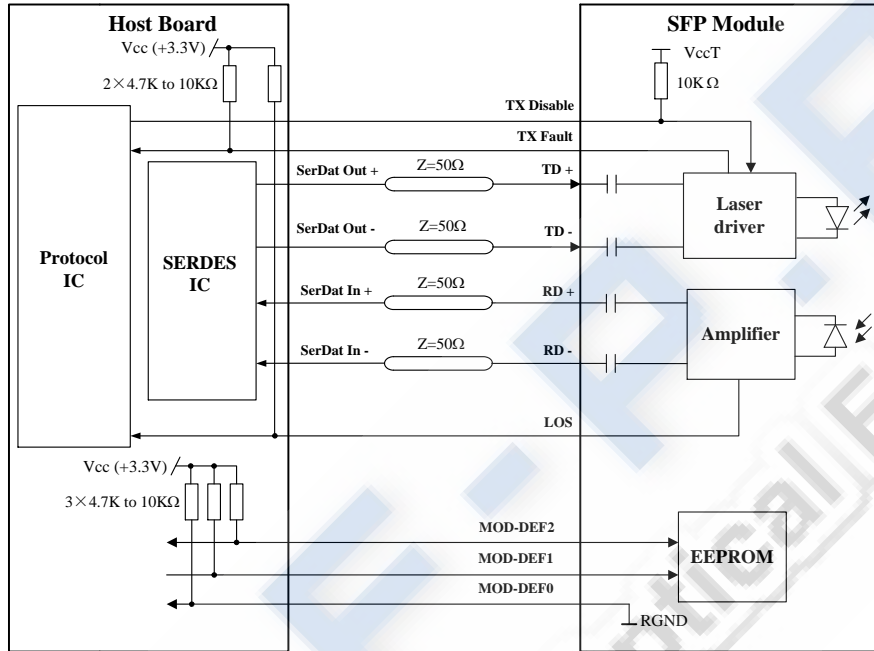 Host Board
SFP Module
Vcc (+3.3V)
VccT
2×4.7K to 10KΩ
10KΩ
TX Disable
TX Fault
SerDat Out +
Z=50Ω
TD +
Laser
driver
SerDat Out -
Z=50Ω
TD -
Protocol
IC
SERDES
IC
SerDat In +
Z=50Ω
RD +
Amplifier
SerDat In -
Z=50Ω
RD -
LOS
Vcc (+3.3V)
3×4.7K to 10KΩ
MOD-DEF2
MOD-DEF1
EEPROM
MOD-DEF0
RGND